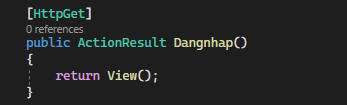 [HttpGet]
0 references
public ActionResult Dangnhap()
{
return View();
}